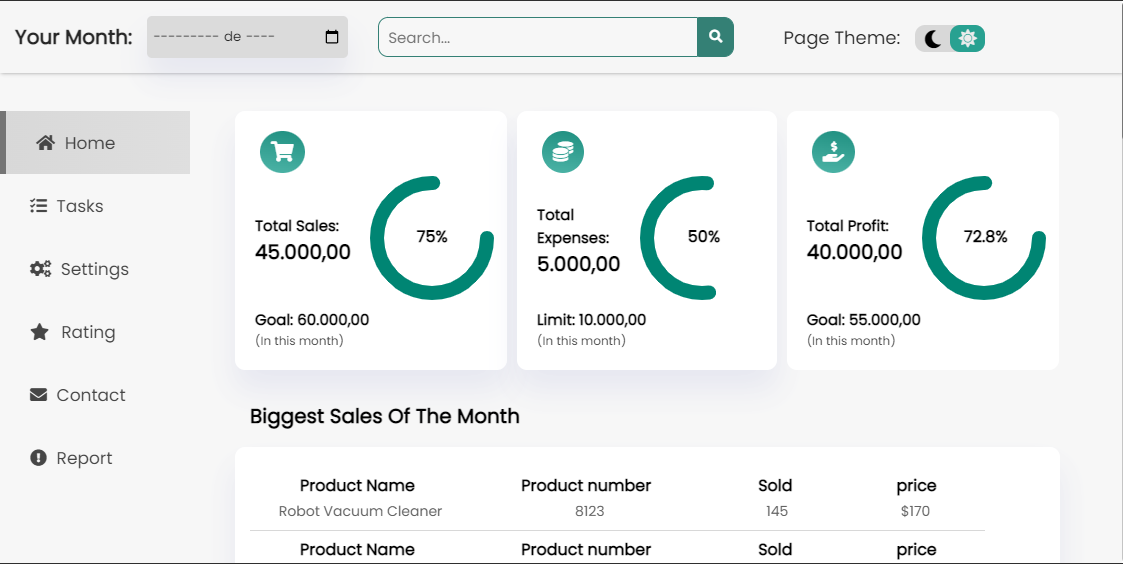 Your Month:
--------- de ----
Search...
Page Theme:
Home
Tasks
Settings
Rating
Contact
Report
Total Sales:
45.000,00
75%
Goal: 60.000,00
(In this month)
Total
Expenses:
5.000,00
50%
Limit: 10.000,00
(In this month)
Total Profit:
40.000,00
72.8%
Goal: 55.000,00
(In this month)
Biggest Sales Of The Month
Product Name Product number Sold price
Robot Vacuum Cleaner 8123 145 $170
Product Name Product number Sold price